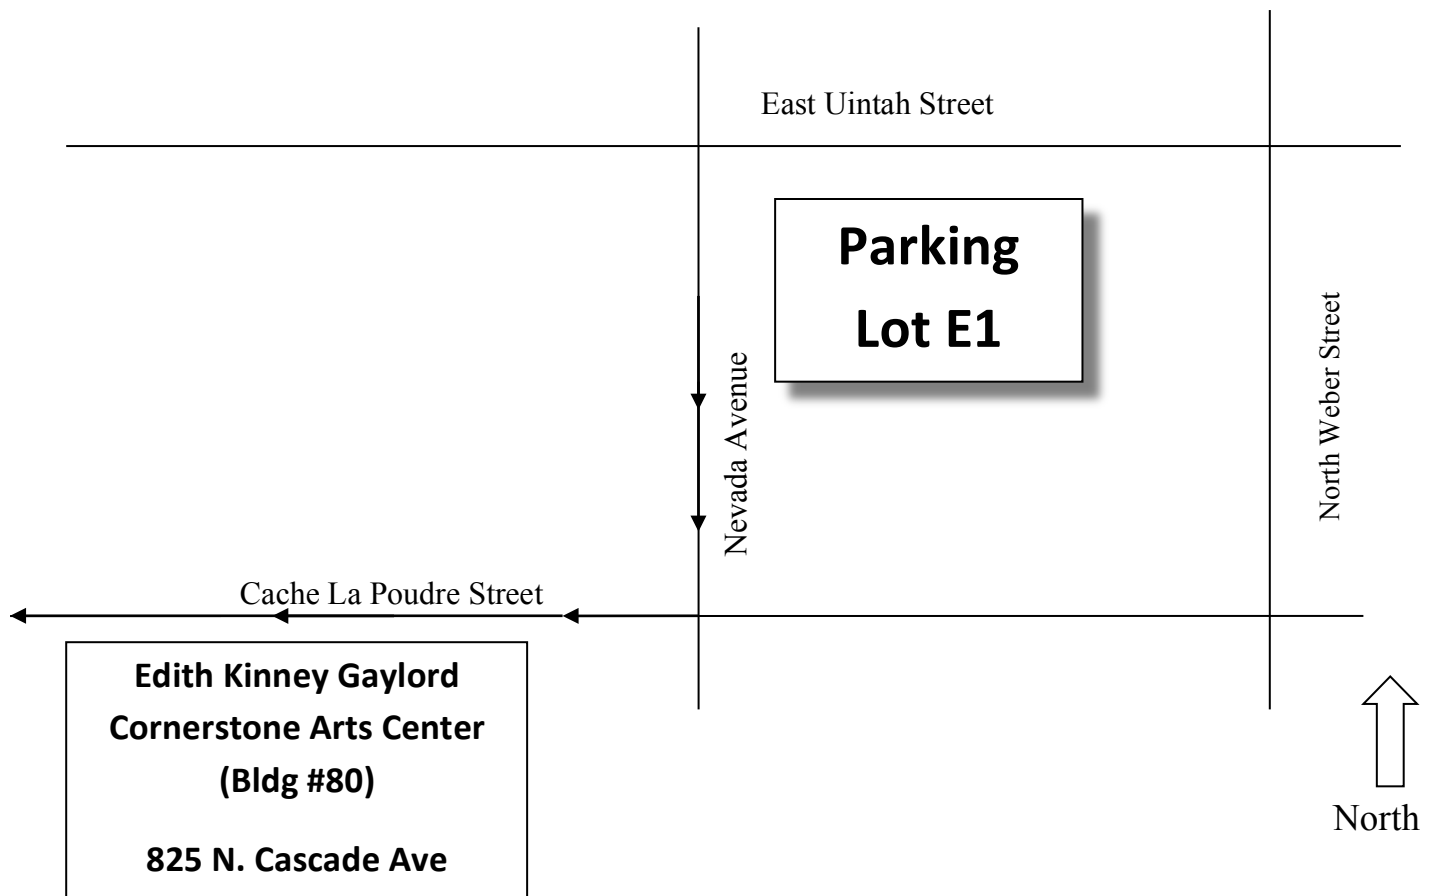 East Uintah Street
Parking
Lot E1
North Weber Street
Nevada Avenue
Cache La Poudre Street
Edith Kinney Gaylord
Cornerstone Arts Center
(Bldg #80)
825 N. Cascade Ave
North